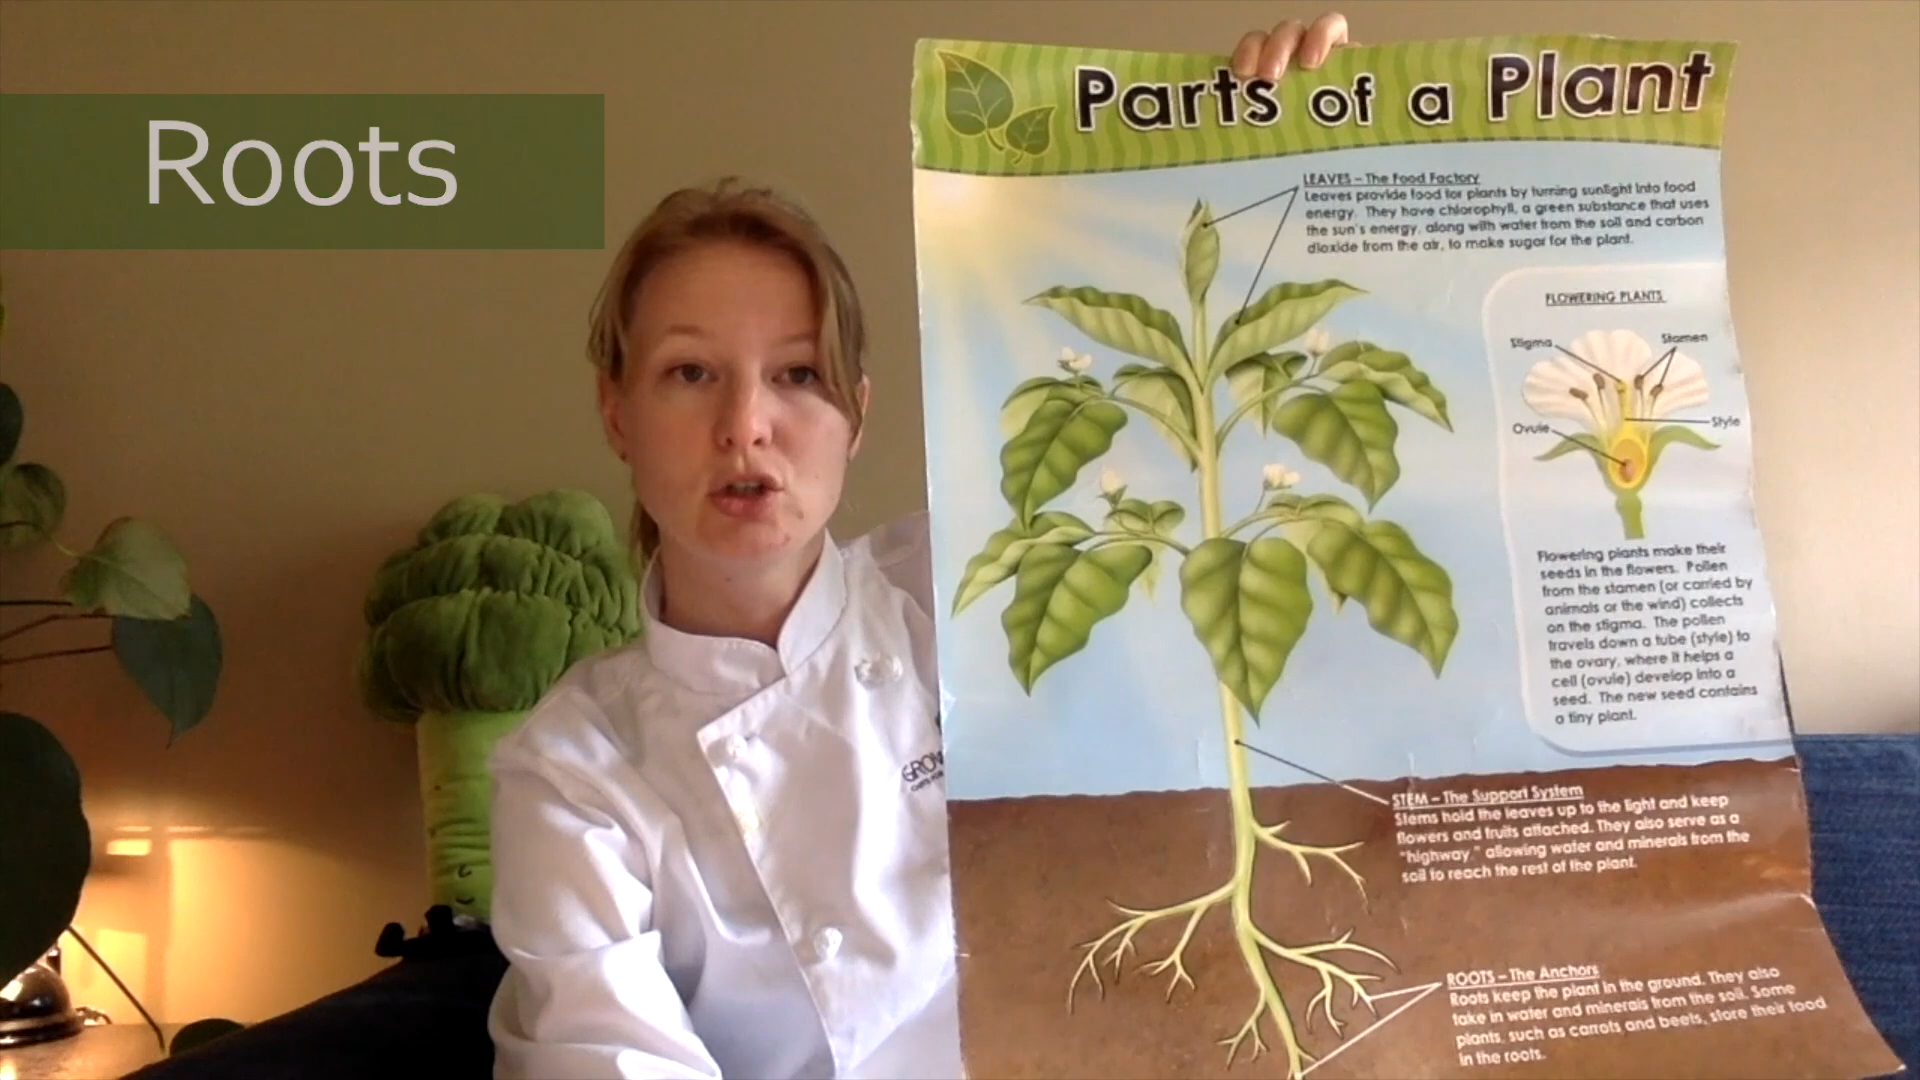 Roots
Parts of a Plant
LEAVES – The Food Factory
Leaves provide food for plants by turning sunlight into food
energy. They have chlorophyll, a green substance that uses
the sun's energy, along with water from the soil and carbon
dioxide from the air, to make sugar for the plant.
FLOWERING PLANTS
Stigma
Stamen
Style
Ovule
Flowering plants make their
seeds in the flowers. Pollen
from the stamen (or carried by
animals or the wind) collects
on the stigma. The pollen
travels down a tube (style) to
the ovary, where it helps a
cell (ovule) develop into a
seed. The new seed contains
a tiny plant.
STEM – The Support System
Stems hold the leaves up to the light and keep
flowers and fruits attached. They also serve as a
"highway," allowing water and minerals from the
soil to reach the rest of the plant.
ROOTS – The Anchors
Roots keep the plant in the ground. They also
take in water and minerals from the soil. Some
plants, such as carrots and beets, store their food
in the roots.